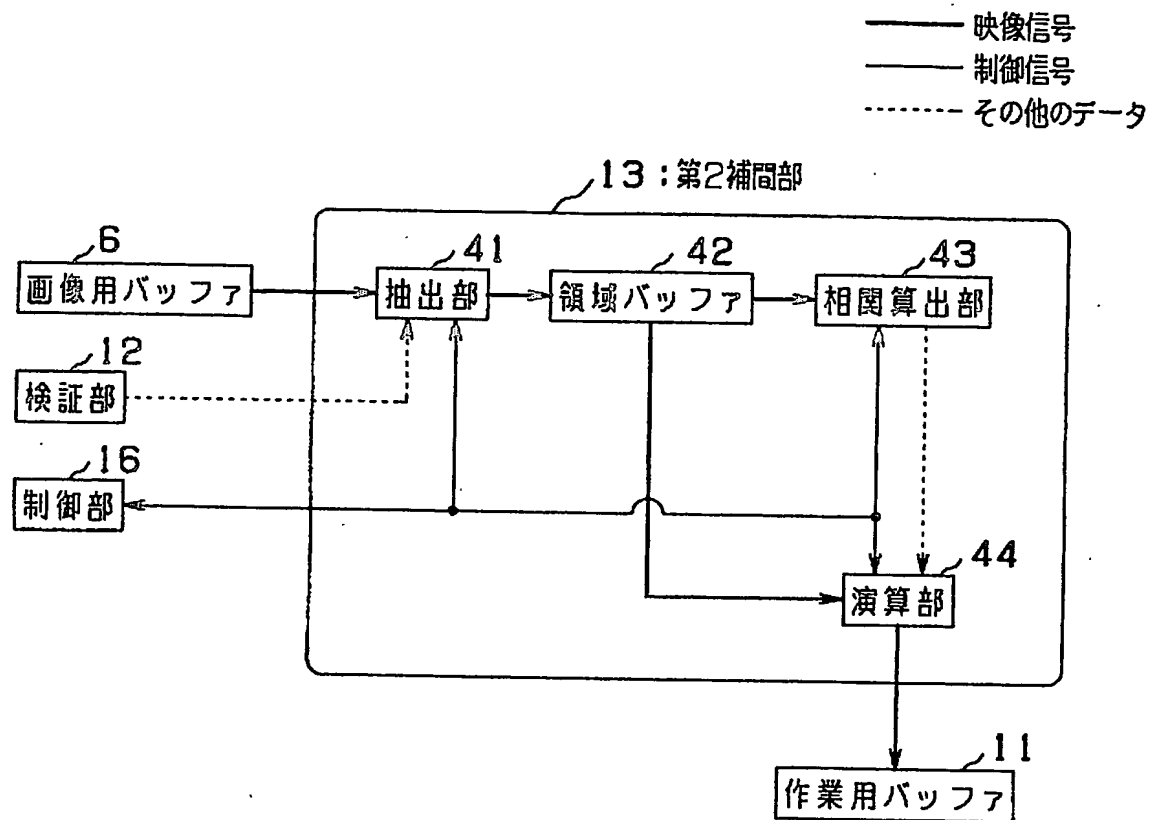 映像信号
制御信号
その他のデータ
13:第2補間部
6
画像用バッファ
41
抽出部
42
領域バッファ
43
相関算出部
12
検証部
16
制御部
44
演算部
11
作業用バッファ